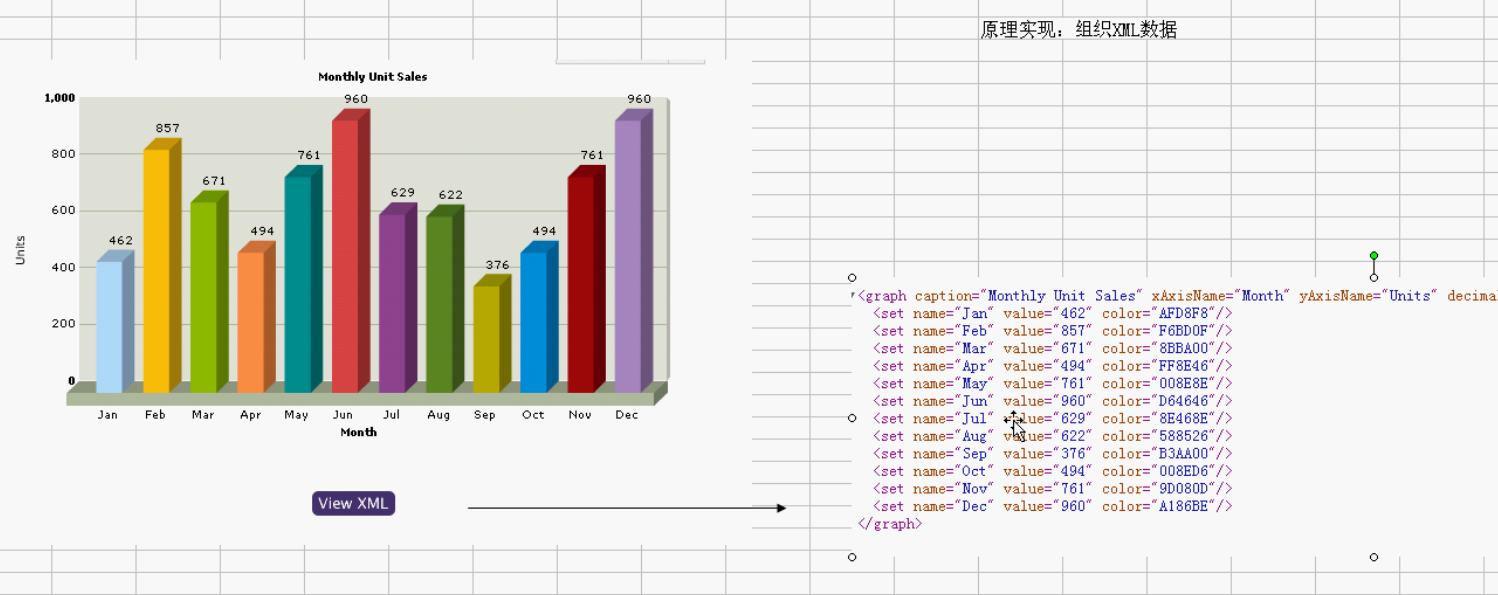 原理实现：组织XML数据
Monthly Unit Sales
1,000
800
600
400
200
0
Units
462
857
671
494
761
960
629
622
376
494
761
960
Jan Feb Mar Apr May Jun Jul Aug Sep Oct Nov Dec
Month
View XML
<graph caption="Monthly Unit Sales" xAxisName="Month" yAxisName="Units" decima
<set name="Jan" value="462" color="AFD8F8"/>
<set name="Feb" value="857" color="F6BD0F"/>
<set name="Mar" value="671" color="8BBA00"/>
<set name="Apr" value="494" color="FF8E46"/>
<set name="May" value="761" color="008E8E"/>
<set name="Jun" value="960" color="D64646"/>
<set name="Jul" value="629" color="8E468E"/>
<set name="Aug" value="622" color="588526"/>
<set name="Sep" value="376" color="B3AA00"/>
<set name="Oct" value="494" color="008ED6"/>
<set name="Nov" value="761" color="9D080D"/>
<set name="Dec" value="960" color="A186BE"/>
</graph>